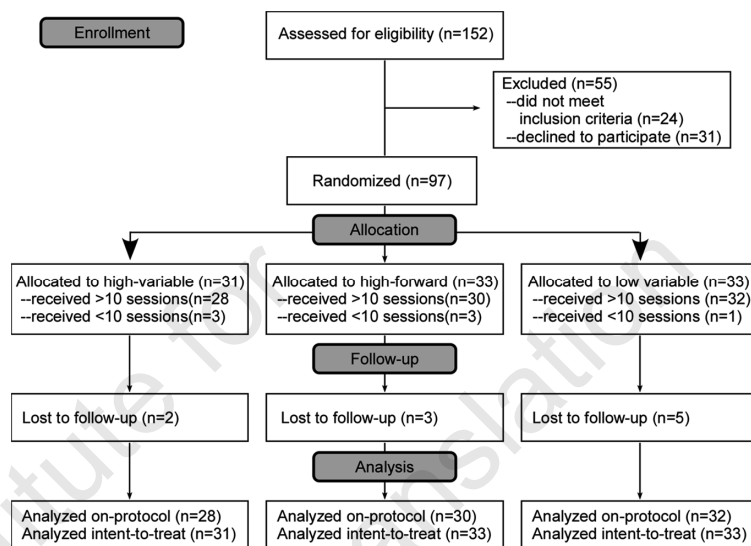 Enrollment
Assessed for eligibility (n=152)
Excluded (n=55)
--did not meet
inclusion criteria (n=24)
--declined to participate (n=31)
Randomized (n=97)
Allocation
Allocated to high-variable (n=31)
--received >10 sessions(n=28
--received <10 sessions(n=3)
Allocated to high-forward (n=33)
--received >10 sessions(n=30)
--received <10 sessions(n=3)
Allocated to low variable (n=33)
--received >10 sessions (n=32)
--received <10 sessions (n=1)
Follow-up
Lost to follow-up (n=2)
Lost to follow-up (n=3)
Lost to follow-up (n=5)
Analysis
Analyzed on-protocol (n=28)
Analyzed intent-to-treat (n=31)
Analyzed on-protocol (n=30)
Analyzed intent-to-treat (n=33)
Analyzed on-protocol (n=32)
Analyzed intent-to-treat (n=33)